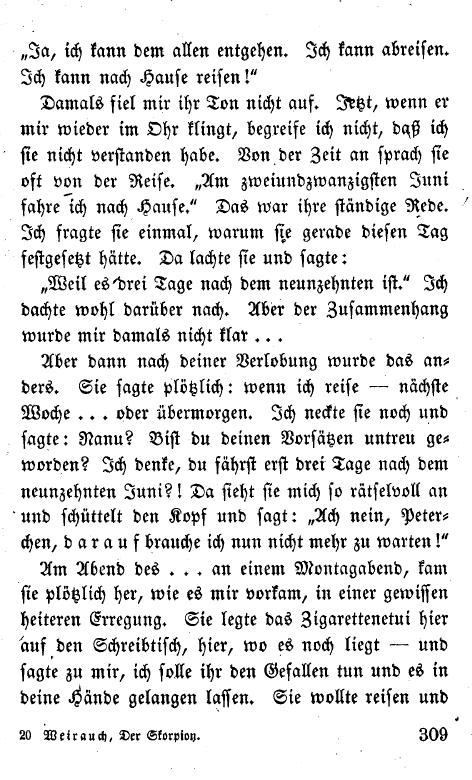 „Ja, ich kann dem allen entgehen. Ich kann abreisen.
Ich kann nach Hause reisen!“
Damals fiel mir ihr Ton nicht auf. Jetzt, wenn er
mir wieder im Ohr klingt, begreife ich nicht, daß ich
sie nicht verstanden habe. Von der Zeit an sprach sie
oft von der Reise. „Am zweiundzwanzigsten Juni
fahre ich nach Hause.“ Das war ihre ständige Rede.
Ich fragte sie einmal, warum sie gerade diesen Tag
festgesetzt hätte. Da lachte sie und sagte:
„Weil es drei Tage nach dem neunzehnten ist.“ Ich
dachte wohl darüber nach. Aber der Zusammenhang
wurde mir damals nicht klar . . .
Aber dann nach deiner Verlobung wurde das an-
ders. Sie sagte plötzlich: wenn ich reise — nächste
Woche . . . oder übermorgen. Ich neckte sie noch und
sagte: Nanu? Bist du deinen Vorsätzen untreu ge-
worden? Ich denke, du fährst erst drei Tage nach dem
neunzehnten Juni?! Da sieht sie mich so rätselvoll an
und schüttelt den Kopf und sagt: „Ach nein, Peter-
chen, darauf brauche ich nun nicht mehr zu warten!“
Am Abend des . . . an einem Montagabend, kam
sie plötzlich her, wie es mir vorkam, in einer gewissen
heiteren Erregung. Sie legte das Zigarettenetui hier
auf den Schreibtisch, hier, wo es noch liegt — und
sagte zu mir, ich solle ihr den Gefallen tun und es in
deine Hände gelangen lassen. Sie wollte reisen und
20 Weirauch, Der Skorpion. 309